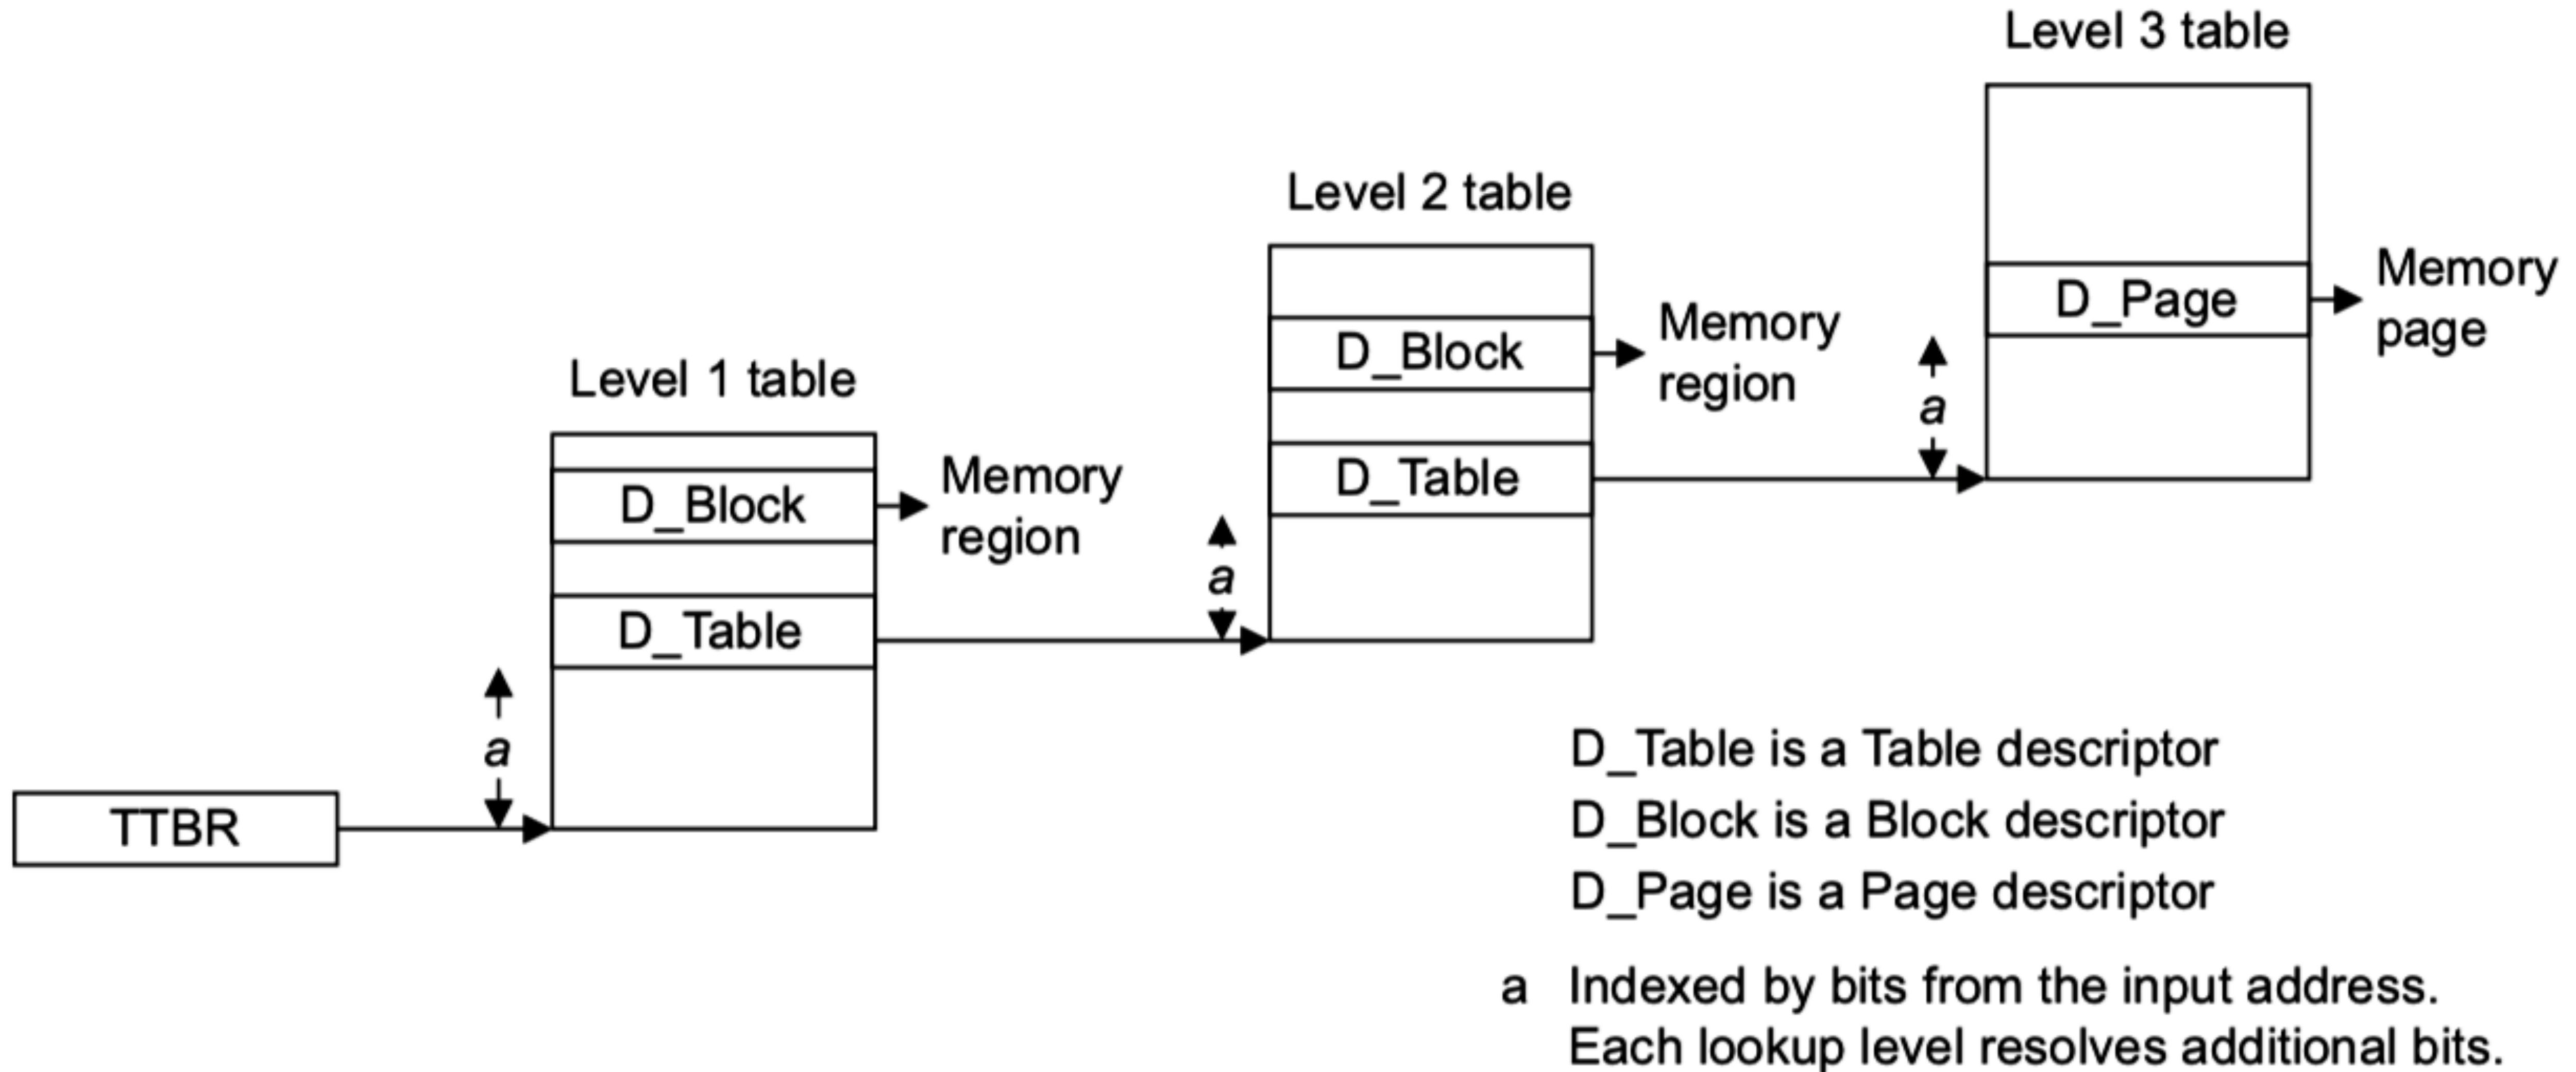 Level 3 table
D_Page
Memory
page
a
Level 2 table
D_Block
Memory
region
D_Table
a
Level 1 table
D_Block
Memory
region
D_Table
a
TTBR
D_Table is a Table descriptor
D_Block is a Block descriptor
D_Page is a Page descriptor
a Indexed by bits from the input address.
Each lookup level resolves additional bits.